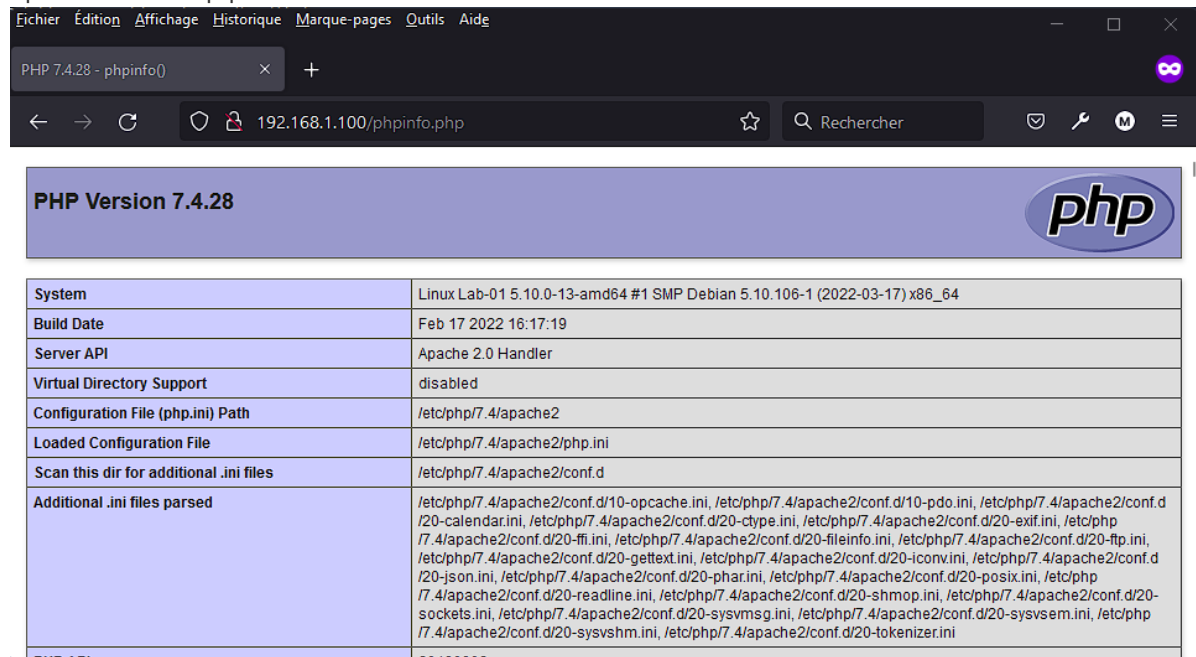 Fichier Édition Affichage Historique Marque-pages Outils Aide
PHP 7.4.28 - phpinfo()
192.168.1.100/phpinfo.php
Rechercher
M
PHP Version 7.4.28
php
System Linux Lab-01 5.10.0-13-amd64 #1 SMP Debian 5.10.106-1 (2022-03-17) x86_64
Build Date Feb 17 2022 16:17:19
Server API Apache 2.0 Handler
Virtual Directory Support disabled
Configuration File (php.ini) Path /etc/php/7.4/apache2
Loaded Configuration File /etc/php/7.4/apache2/php.ini
Scan this dir for additional .ini files /etc/php/7.4/apache2/conf.d
Additional .ini files parsed /etc/php/7.4/apache2/conf.d/10-opcache.ini, /etc/php/7.4/apache2/conf.d/10-pdo.ini, /etc/php/7.4/apache2/conf.d
/20-calendar.ini, /etc/php/7.4/apache2/conf.d/20-ctype.ini, /etc/php/7.4/apache2/conf.d/20-exif.ini, /etc/php
/7.4/apache2/conf.d/20-ffi.ini, /etc/php/7.4/apache2/conf.d/20-fileinfo.ini, /etc/php/7.4/apache2/conf.d/20-ftp.ini,
/etc/php/7.4/apache2/conf.d/20-gettext.ini, /etc/php/7.4/apache2/conf.d/20-iconv.ini, /etc/php/7.4/apache2/conf.d
/20-json.ini, /etc/php/7.4/apache2/conf.d/20-phar.ini, /etc/php/7.4/apache2/conf.d/20-posix.ini, /etc/php
/7.4/apache2/conf.d/20-readline.ini, /etc/php/7.4/apache2/conf.d/20-shmop.ini, /etc/php/7.4/apache2/conf.d/20-
sockets.ini, /etc/php/7.4/apache2/conf.d/20-sysvmsg.ini, /etc/php/7.4/apache2/conf.d/20-sysvsem.ini, /etc/php
/7.4/apache2/conf.d/20-sysvshm.ini, /etc/php/7.4/apache2/conf.d/20-tokenizer.ini